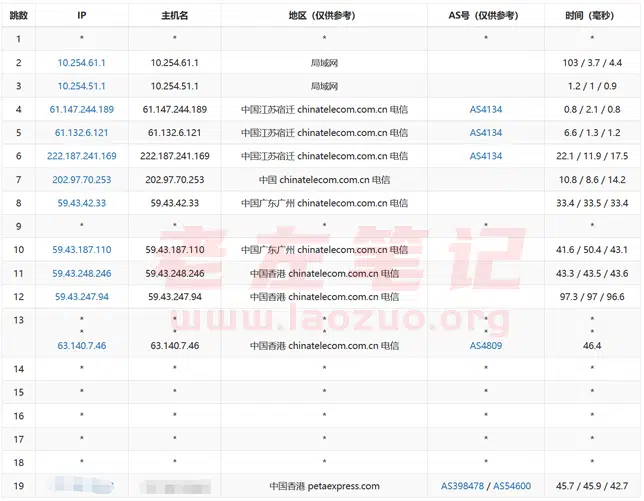 跳数 IP 主机名 地区（仅供参考） AS号（仅供参考） 时间（毫秒）
1 * * * * *
2 10.254.61.1 10.254.61.1 局域网 103 / 3.7 / 4.4
3 10.254.51.1 10.254.51.1 局域网 1.2 / 1 / 0.9
4 61.147.244.189 61.147.244.189 中国江苏宿迁 chinatelecom.com.cn 电信 AS4134 0.8 / 2.1 / 0.8
5 61.132.6.121 61.132.6.121 中国江苏宿迁 chinatelecom.com.cn 电信 AS4134 6.6 / 1.3 / 1.2
6 222.187.241.169 222.187.241.169 中国江苏宿迁 chinatelecom.com.cn 电信 AS4134 22.1 / 11.9 / 17.5
7 202.97.70.253 202.97.70.253 中国 chinatelecom.com.cn 电信 10.8 / 8.6 / 14.2
8 59.43.42.33 59.43.42.33 中国广东广州 chinatelecom.com.cn 电信 33.4 / 33.5 / 33.4
9 * * * * *
10 59.43.187.110 59.43.187.110 中国广东广州 chinatelecom.com.cn 电信 41.6 / 50.4 / 43.1
11 59.43.248.246 59.43.248.246 中国香港 chinatelecom.com.cn 电信 43.3 / 43.5 / 43.6
12 59.43.247.94 59.43.247.94 中国香港 chinatelecom.com.cn 电信 97.3 / 97 / 96.6
13 * * * * *
* * * * *
63.140.7.46 63.140.7.46 中国香港 chinatelecom.com.cn 电信 AS4809 46.4
14 * * * * *
15 * * * * *
16 * * * * *
17 * * * * *
18 * * * * *
19 中国香港 petaexpress.com AS398478 / AS54600 45.7 / 45.9 / 42.7
老左笔记
www.laozuo.org